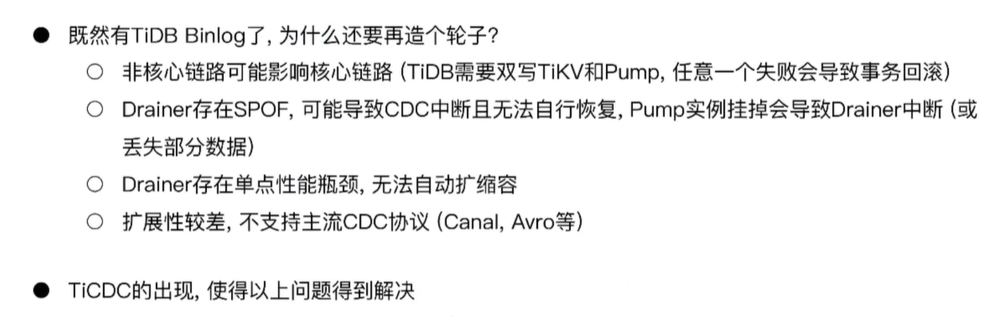 ● 既然有TiDB Binlog了, 为什么还要再造个轮子?
○ 非核心链路可能影响核心链路 (TiDB需要双写TiKV和Pump, 任意一个失败会导致事务回滚)
○ Drainer存在SPOF, 可能导致CDC中断且无法自行恢复, Pump实例挂掉会导致Drainer中断 (或
丢失部分数据)
○ Drainer存在单点性能瓶颈, 无法自动扩缩容
○ 扩展性较差, 不支持主流CDC协议 (Canal, Avro等)
● TiCDC的出现, 使得以上问题得到解决